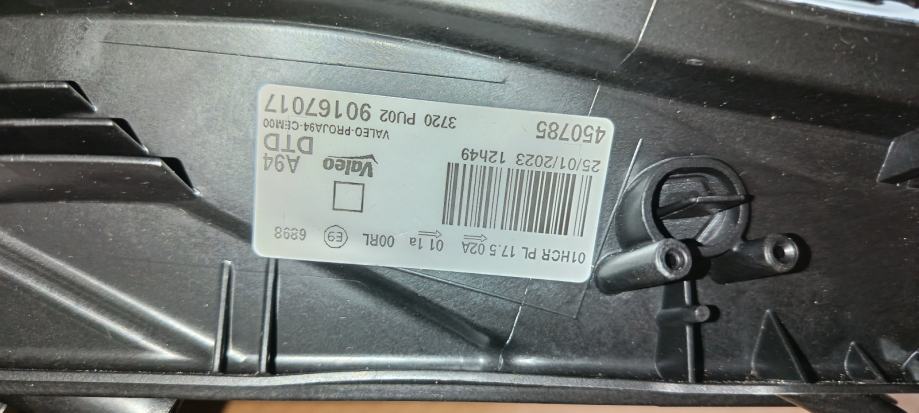 01HCR PL 17.5 02A 01 1a 00RL E9 6898
25/01/2023 12h49
Valeo
A94
DTD
450785
3720 PU02 90167017
VALEO-PROJA94-CEM00